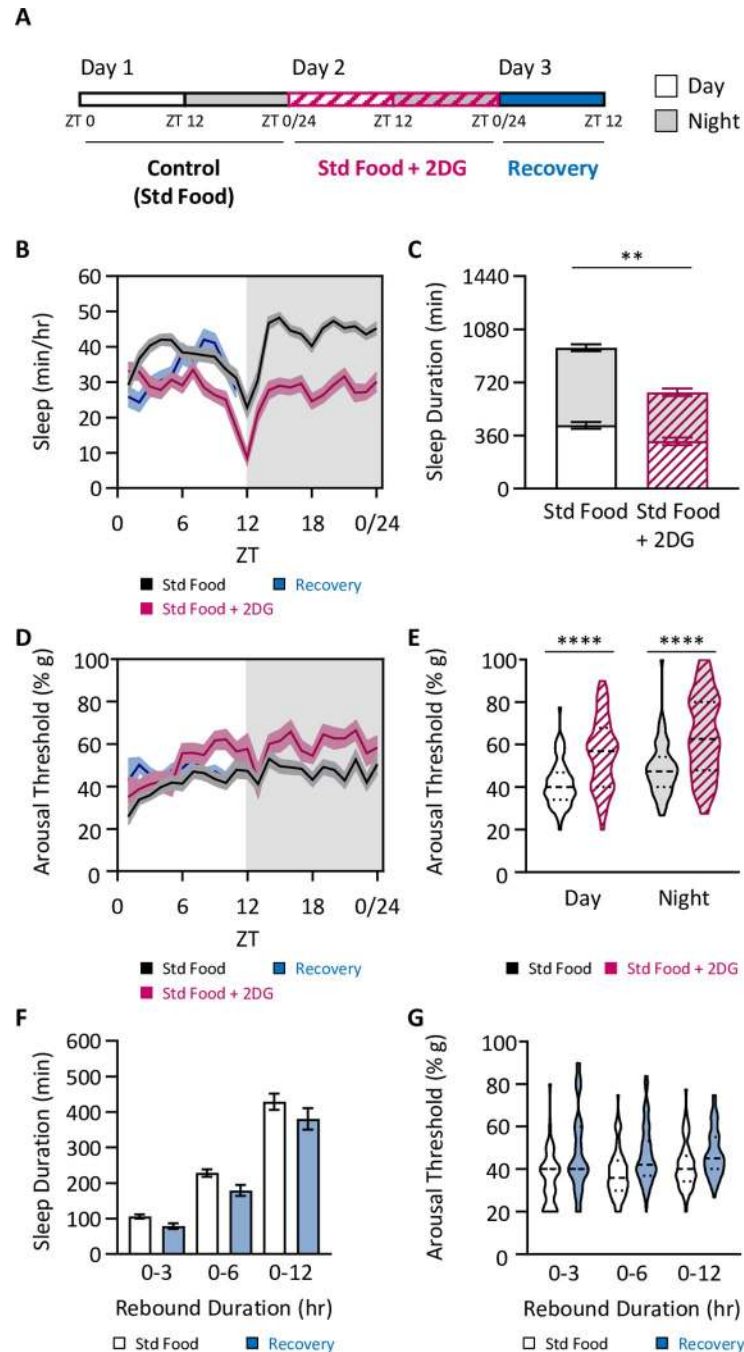 A
Day 1 Day 2 Day 3
Day
Night
ZT 0 ZT 12 ZT 0/24 ZT 12 ZT 0/24 ZT 12
Control
(Std Food)
Std Food + 2DG
Recovery
B
60
50
40
30
20
10
0
Sleep (min/hr)
0 6 12 18 0/24
ZT
Std Food
Recovery
Std Food + 2DG
C
**
1440
1080
720
360
0
Sleep Duration (min)
Std Food
Std Food
+ 2DG
D
100
80
60
40
20
0
Arousal Threshold (% g)
0 6 12 18 0/24
ZT
Std Food
Recovery
Std Food + 2DG
E
**** ****
100
80
60
40
20
0
Arousal Threshold (% g)
Day Night
Std Food
Std Food + 2DG
F
600
500
400
300
200
100
0
Sleep Duration (min)
0-3 0-6 0-12
Rebound Duration (hr)
Std Food
Recovery
G
100
80
60
40
20
Arousal Threshold (% g)
0-3 0-6 0-12
Rebound Duration (hr)
Std Food
Recovery